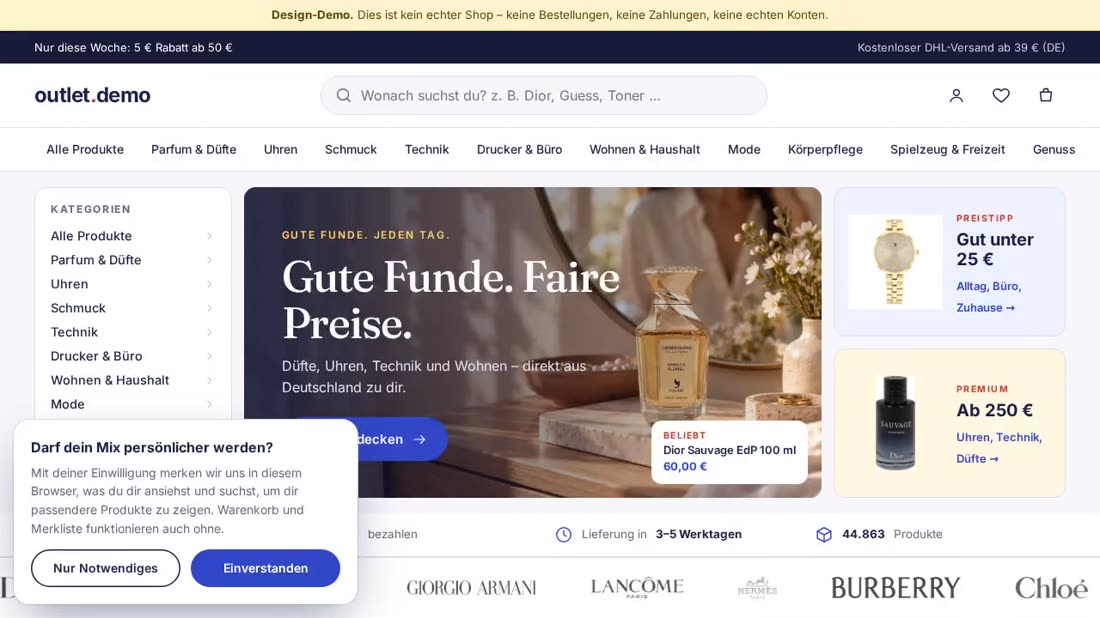 Design-Demo. Dies ist kein echter Shop – keine Bestellungen, keine Zahlungen, keine echten Konten.
Nur diese Woche: 5 € Rabatt ab 50 €
Kostenloser DHL-Versand ab 39 € (DE)
outlet.demo
Wonach suchst du? z. B. Dior, Guess, Toner ...
Alle Produkte
Parfum & Düfte
Uhren
Schmuck
Technik
Drucker & Büro
Wohnen & Haushalt
Mode
Körperpflege
Spielzeug & Freizeit
Genuss
KATEGORIEN
Alle Produkte
Parfum & Düfte
Uhren
Schmuck
Technik
Drucker & Büro
Wohnen & Haushalt
Mode
GUTE FUNDE. JEDEN TAG.
Gute Funde. Faire
Preise.
Düfte, Uhren, Technik und Wohnen – direkt aus
Deutschland zu dir.
decken →
BELIEBT
Dior Sauvage EdP 100 ml
60,00 €
PREISTIPP
Gut unter
25 €
Alltag, Büro,
Zuhause →
SAUVAGE
Dior
PREMIUM
Ab 250 €
Uhren, Technik,
Düfte →
Darf dein Mix persönlicher werden?
Mit deiner Einwilligung merken wir uns in diesem
Browser, was du dir ansiehst und suchst, um dir
passendere Produkte zu zeigen. Warenkorb und
Merkliste funktionieren auch ohne.
Nur Notwendiges
Einverstanden
bezahlen
Lieferung in 3–5 Werktagen
44.863 Produkte
GIORGIO ARMANI
LANCÔME
PARIS
HERMÈS
PARIS
BURBERRY
Chloé